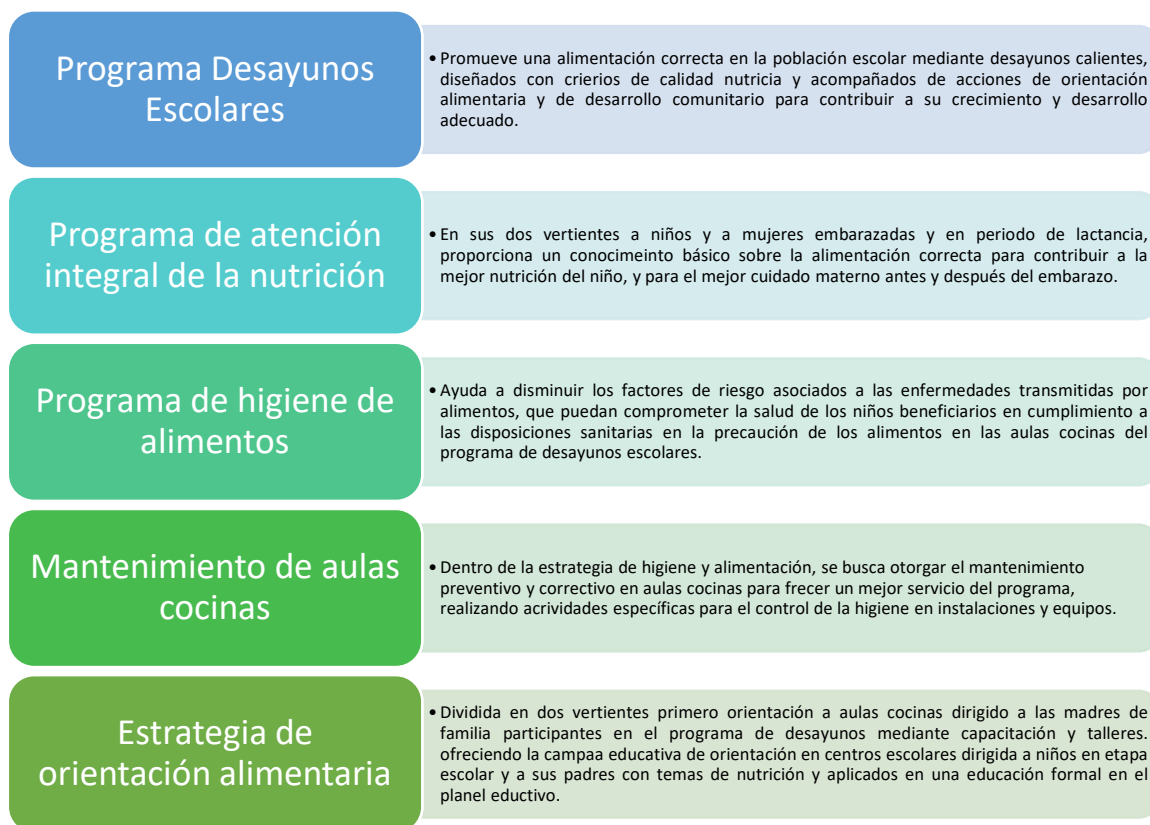 Programa Desayunos
Escolares
• Promueve una alimentación correcta en la población escolar mediante desayunos calientes,
diseñados con crierios de calidad nutricia y acompañados de acciones de orientación
alimentaria y de desarrollo comunitario para contribuir a su crecimiento y desarrollo
adecuado.
Programa de atención
integral de la nutrición
• En sus dos vertientes a niños y a mujeres embarazadas y en periodo de lactancia,
proporciona un conocimeinto básico sobre la alimentación correcta para contribuir a la
mejor nutrición del niño, y para el mejor cuidado materno antes y después del embarazo.
Programa de higiene de
alimentos
• Ayuda a disminuir los factores de riesgo asociados a las enfermedades transmitidas por
alimentos, que puedan comprometer la salud de los niños beneficiarios en cumplimiento a
las disposiciones sanitarias en la precaución de los alimentos en las aulas cocinas del
programa de desayunos escolares.
Mantenimiento de aulas
cocinas
• Dentro de la estrategia de higiene y alimentación, se busca otorgar el mantenimiento
preventivo y correctivo en aulas cocinas para frecer un mejor servicio del programa,
realizando acrividades específicas para el control de la higiene en instalaciones y equipos.
Estrategia de
orientación alimentaria
• Dividida en dos vertientes primero orientación a aulas cocinas dirigido a las madres de
familia participantes en el programa de desayunos mediante capacitación y talleres.
ofreciendo la campaa educativa de orientación en centros escolares dirigida a niños en etapa
escolar y a sus padres con temas de nutrición y aplicados en una educación formal en el
planel eductivo.